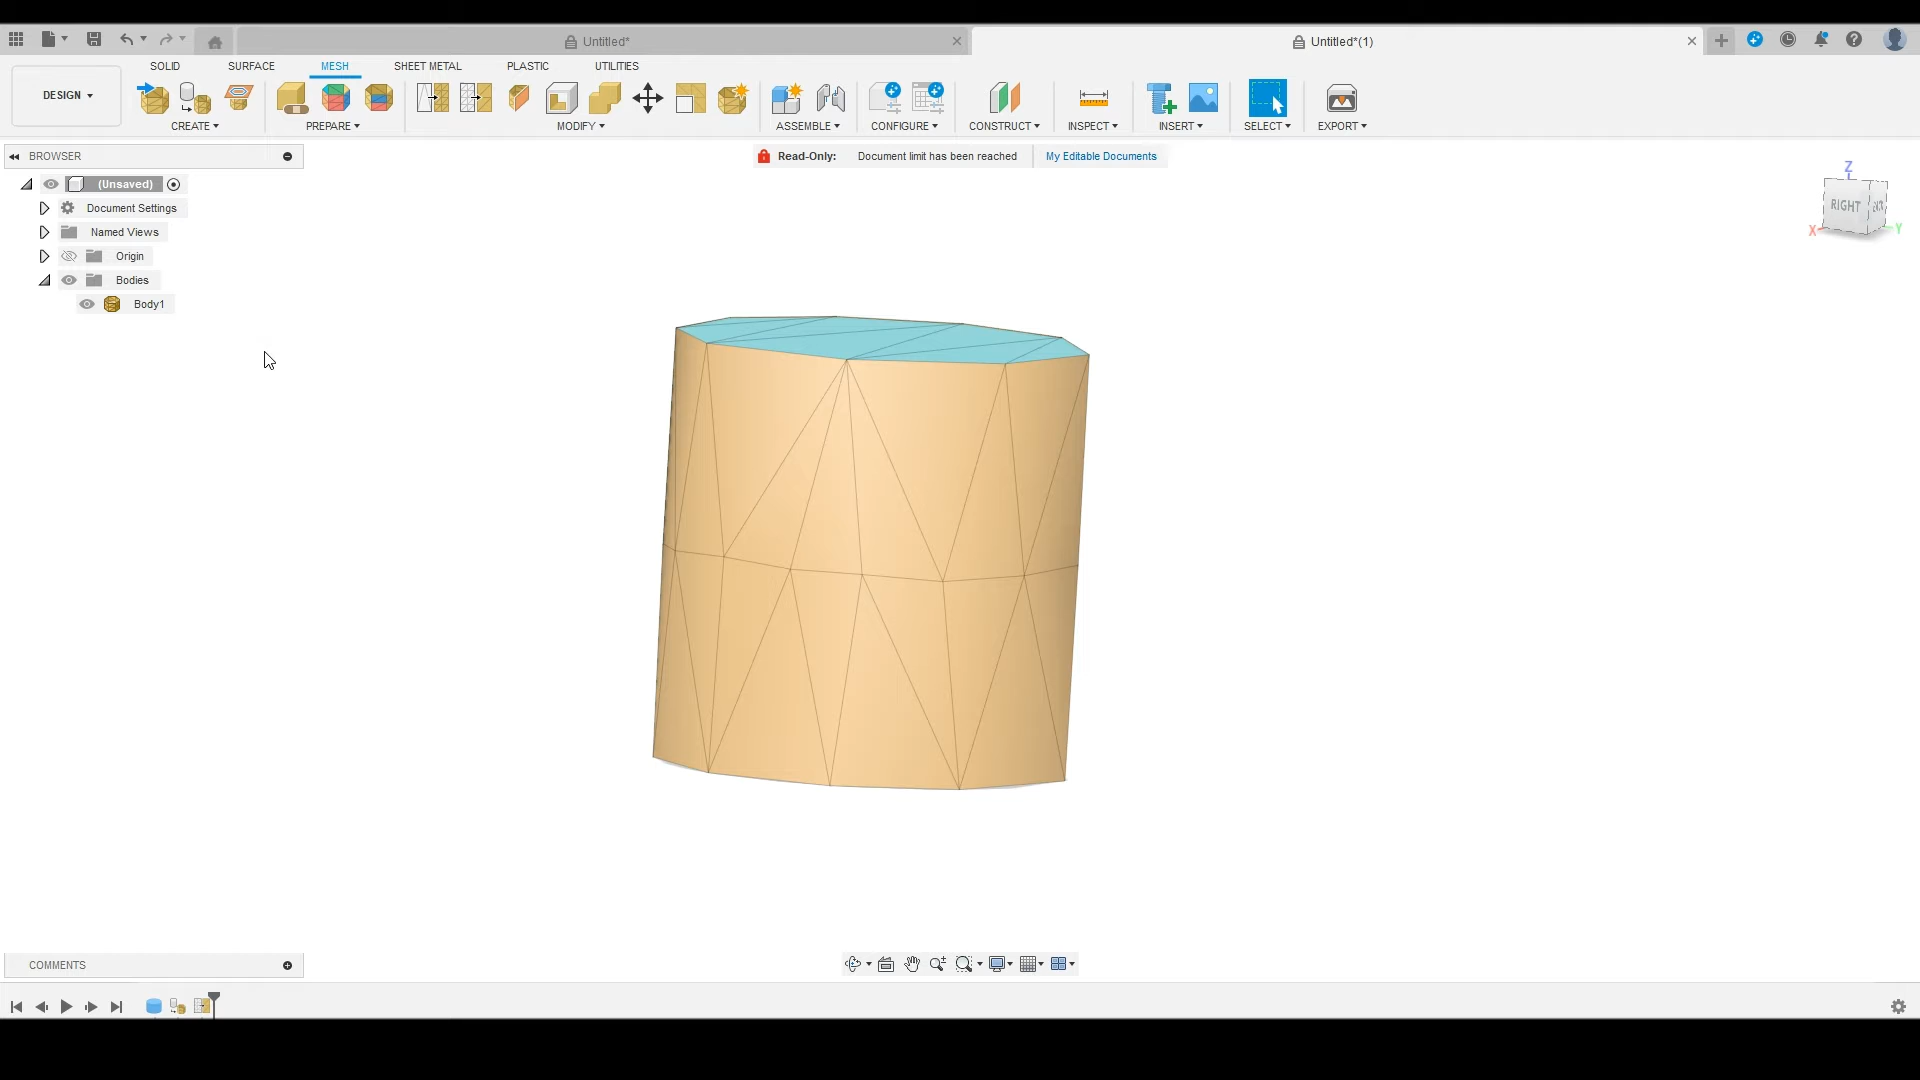 Untitled*
Untitled*(1)
SOLID SURFACE MESH SHEET METAL PLASTIC UTILITIES
DESIGN
CREATE PREPARE MODIFY ASSEMBLE CONFIGURE CONSTRUCT INSPECT INSERT SELECT EXPORT
BROWSER
Read-Only: Document limit has been reached My Editable Documents
(Unsaved)
Document Settings
Named Views
Origin
Bodies
Body1
Z
RIGHT
X
Y
COMMENTS